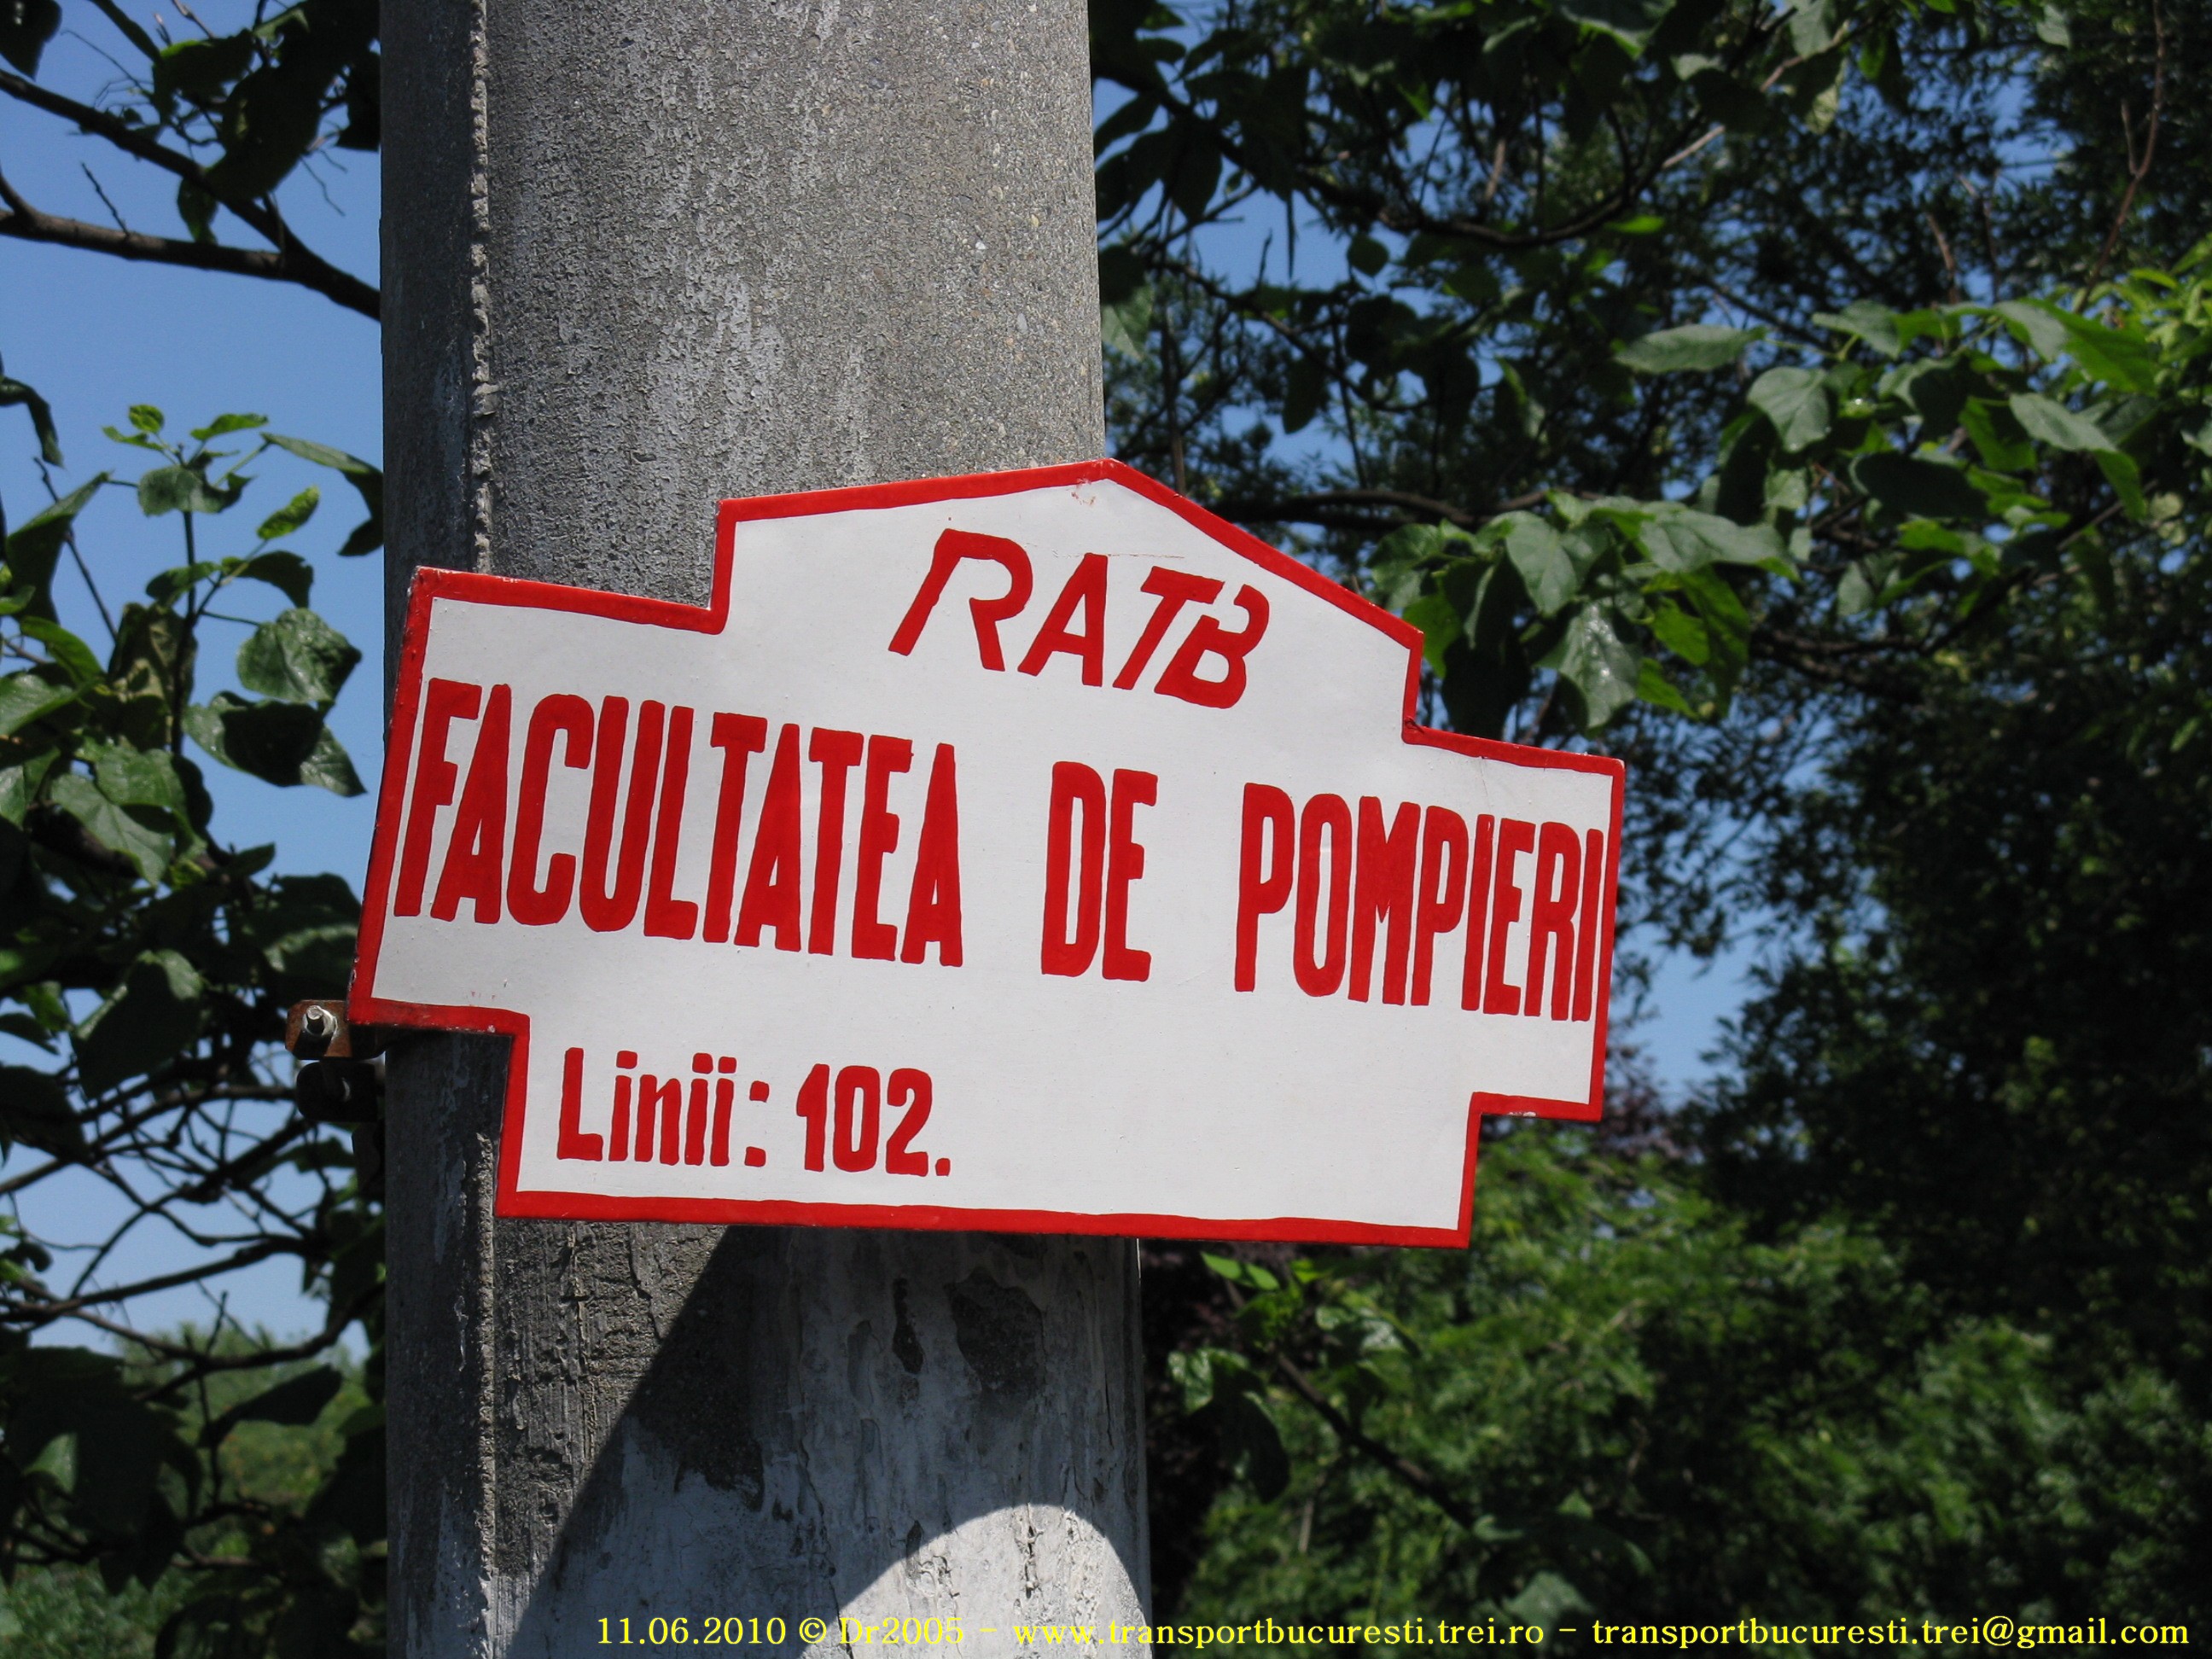 RATB
FACULTATEA DE POMPIERI
Linii: 102.
11.06.2010 © Dr2005 - www.transportbucuresti.trei.ro - transportbucuresti.trei@gmail.com